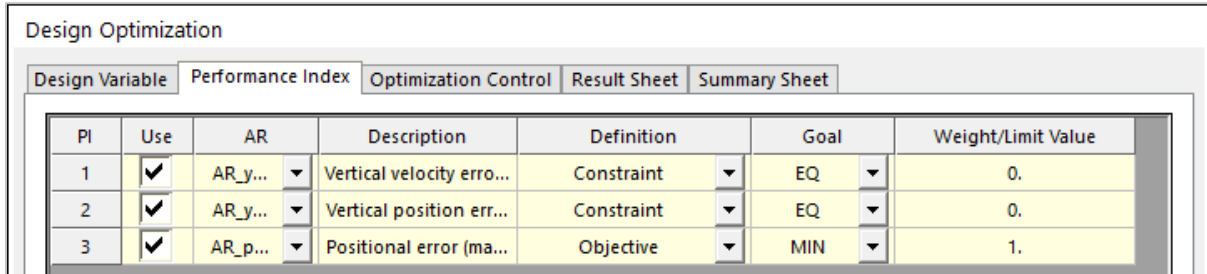 Design Optimization
Design Variable Performance Index Optimization Control Result Sheet Summary Sheet
PI Use AR Description Definition Goal Weight/Limit Value
1 AR_y... Vertical velocity erro... Constraint EQ 0.
2 AR_y... Vertical position err... Constraint EQ 0.
3 AR_p... Positional error (ma... Objective MIN 1.